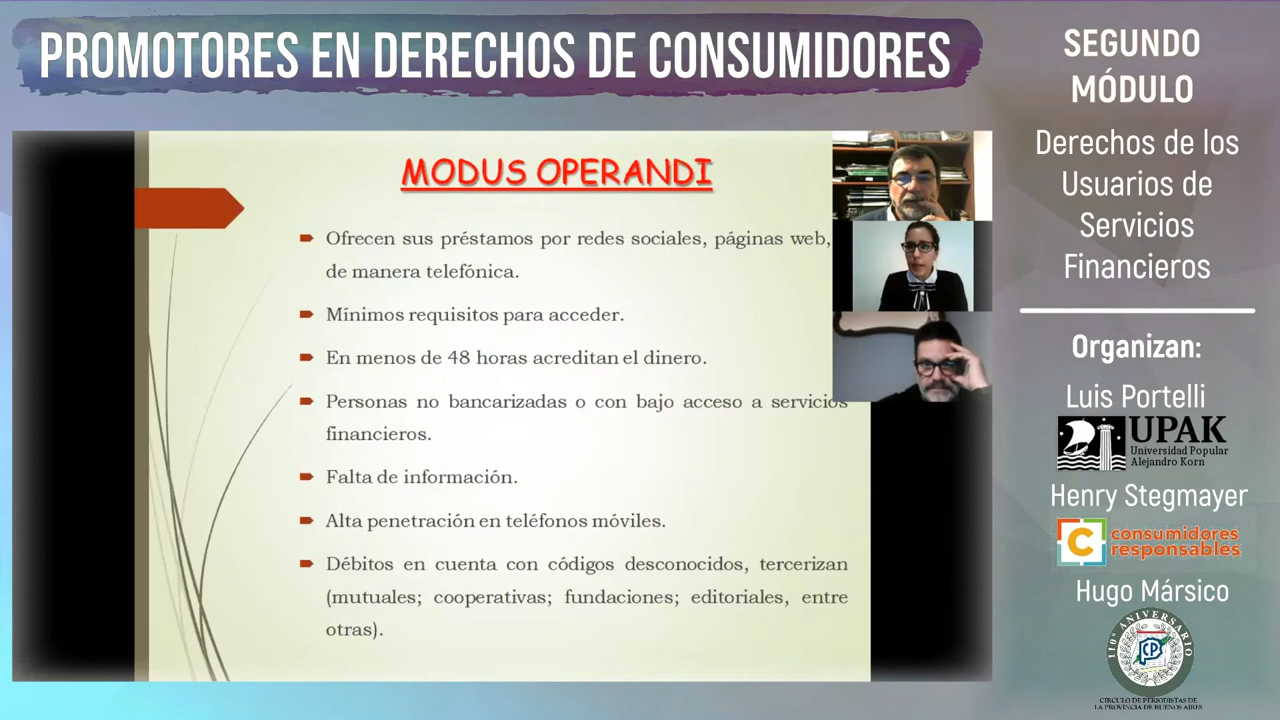 PROMOTORES EN DERECHOS DE CONSUMIDORES
MODUS OPERANDI
Ofrecen sus préstamos por redes sociales, páginas web,
de manera telefónica.
Mínimos requisitos para acceder.
En menos de 48 horas acreditan el dinero.
Personas no bancarizadas o con bajo acceso a servicios
financieros.
Falta de información.
Alta penetración en teléfonos móviles.
Débitos en cuenta con códigos desconocidos, tercerizan
(mutuales; cooperativas; fundaciones; editoriales, entre
otras).
SEGUNDO
MÓDULO
Derechos de los
Usuarios de
Servicios
Financieros
Organizan:
Luis Portelli
UPAK
Universidad Popular
Alejandro Korn
Henry Stegmayer
C consumidores
responsables
Hugo Mársico
110° ANIVERSARIO
CP
CÍRCULO DE PERIODISTAS DE
LA PROVINCIA DE BUENOS AIRES